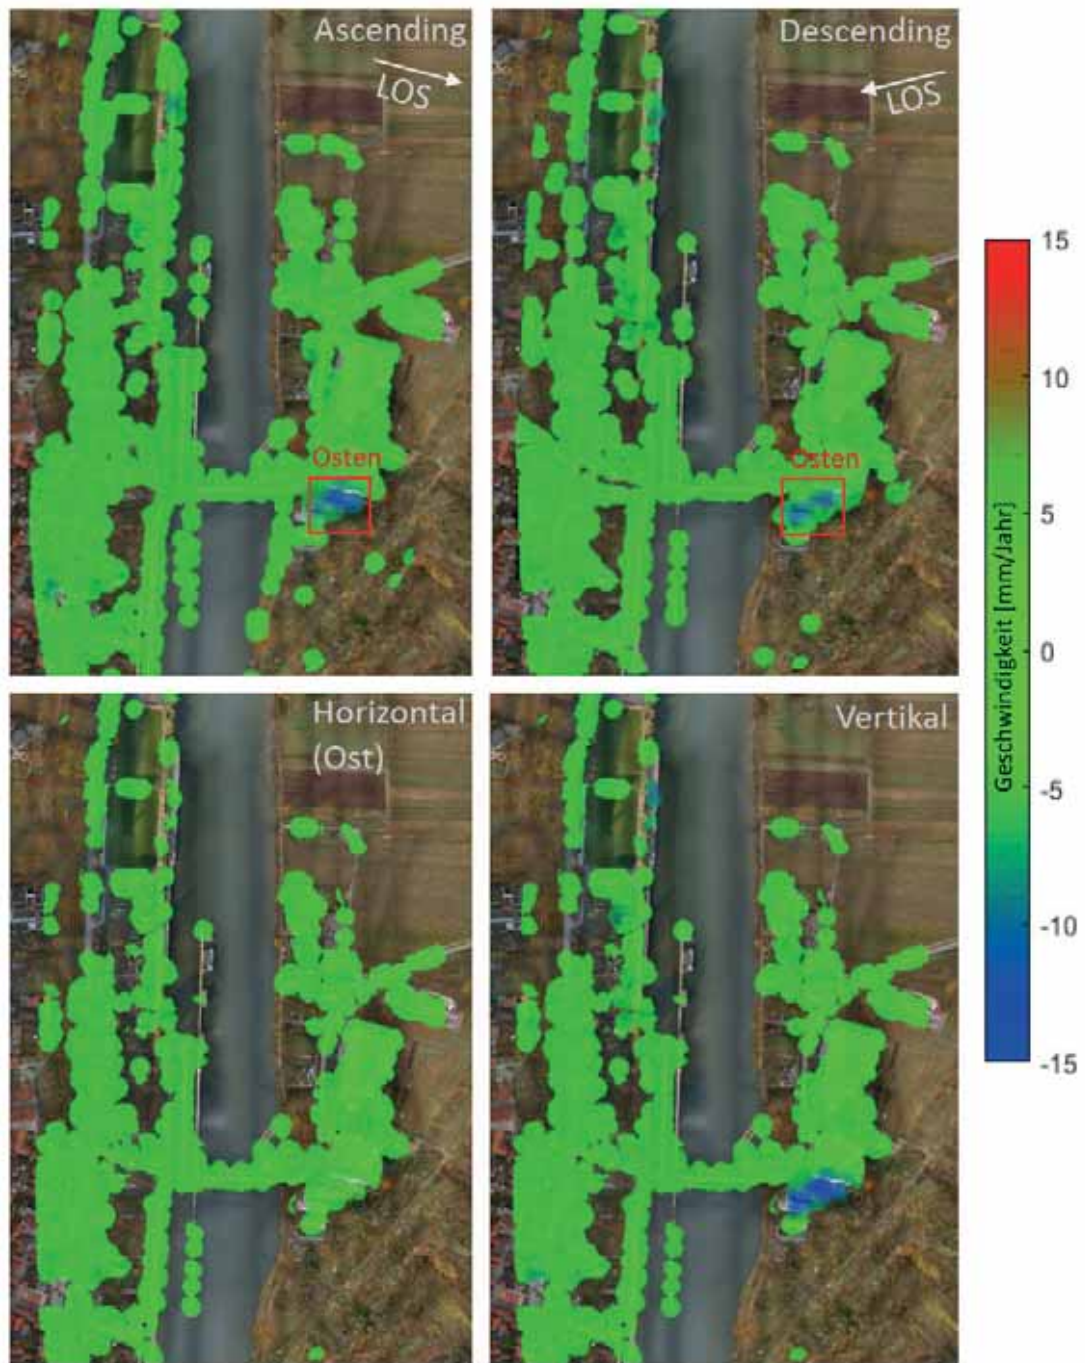 Ascending
LOS
Osten
Descending
LOS
Osten
Horizontal
(Ost)
Vertikal
15
10
5
0
-5
-10
-15
Geschwindigkeit [mm/Jahr]